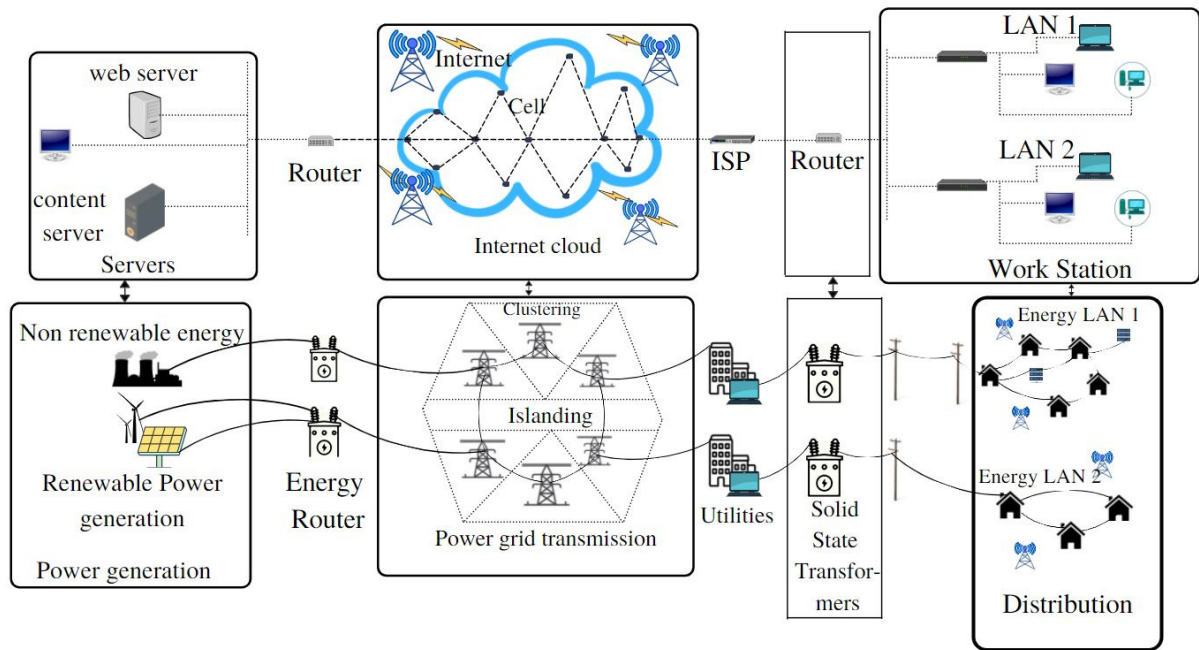 web server
content
server
Servers
Router
Internet
Cell
Internet cloud
ISP
Router
LAN 1
LAN 2
Work Station
Non renewable energy
Renewable Power
generation
Power generation
Energy
Router
Clustering
Islanding
Power grid transmission
Utilities
Solid
State
Transfor-
mers
Energy LAN 1
Energy LAN 2
Distribution